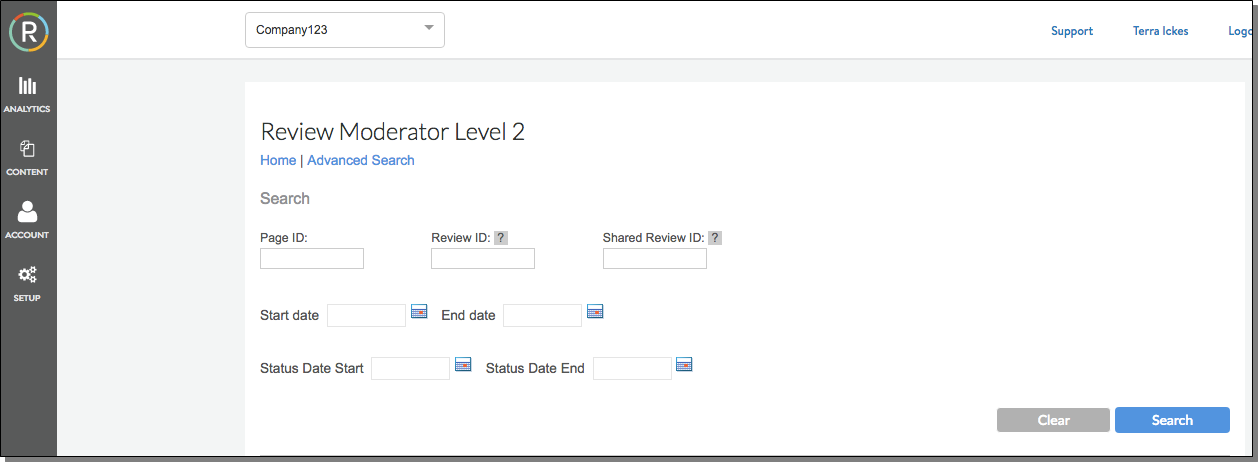 R
Company123
Support Terra Ickes
ANALYTICS
CONTENT
ACCOUNT
SETUP
Review Moderator Level 2
Home | Advanced Search
Search
Page ID: Review ID: ? Shared Review ID: ?
Start date End date
Status Date Start Status Date End
Clear Search